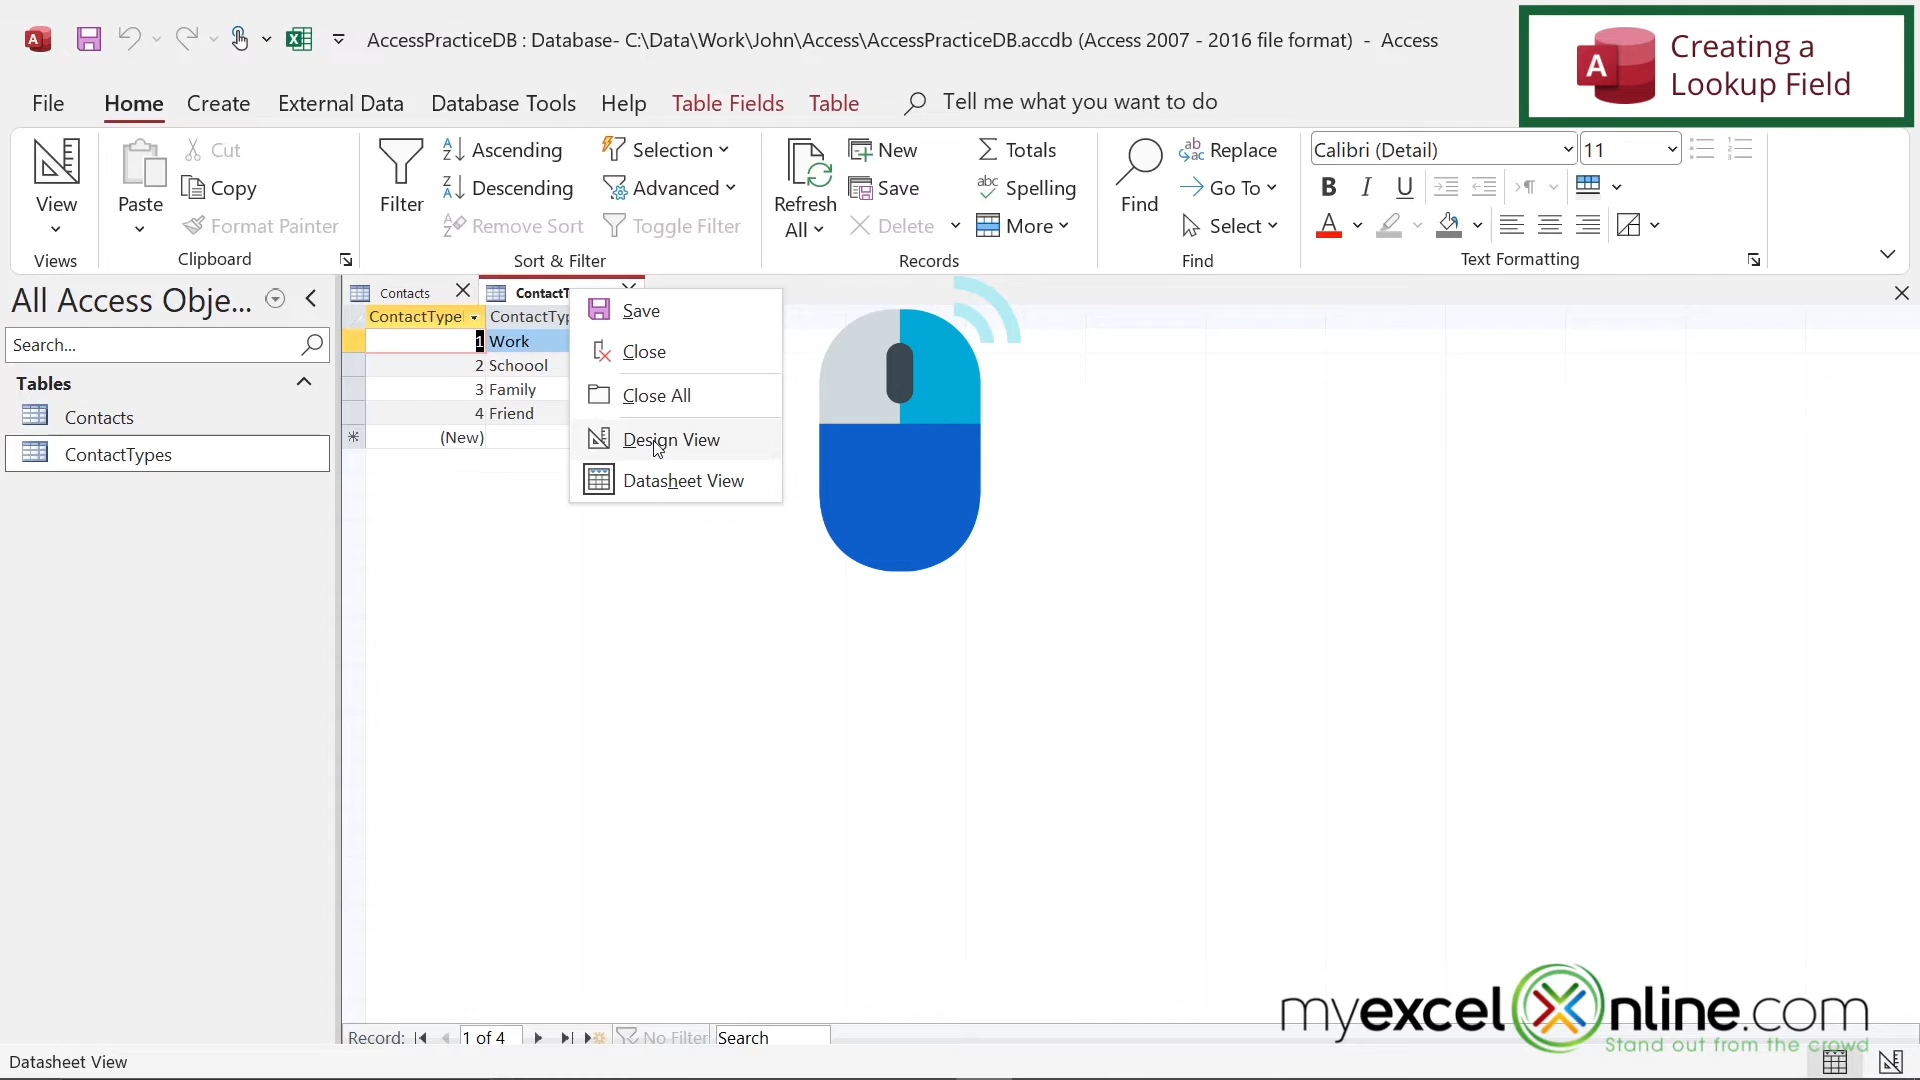 AccessPracticeDB : Database- C:\Data\Work\John\Access\AccessPracticeDB.accdb (Access 2007 - 2016 file format) - Access
Creating a
Lookup Field
File Home Create External Data Database Tools Help Table Fields Table Tell me what you want to do
View
Views
Paste
Cut
Copy
Format Painter
Clipboard
Filter
Ascending
Descending
Remove Sort
Selection
Advanced
Toggle Filter
Sort & Filter
Refresh
All
New
Save
Delete
Totals
Spelling
More
Records
Find
Replace
Go To
Select
Find
Calibri (Detail) 11
B I U
Text Formatting
All Access Obje...
Search...
Tables
Contacts
ContactTypes
Contacts ContactT
ContactType ContactTyp
1 Work
2 Schoool
3 Family
4 Friend
(New)
Save
Close
Close All
Design View
Datasheet View
Record: 1 of 4 No Filter Search
Datasheet View
myexcelonline.com
Stand out from the crowd